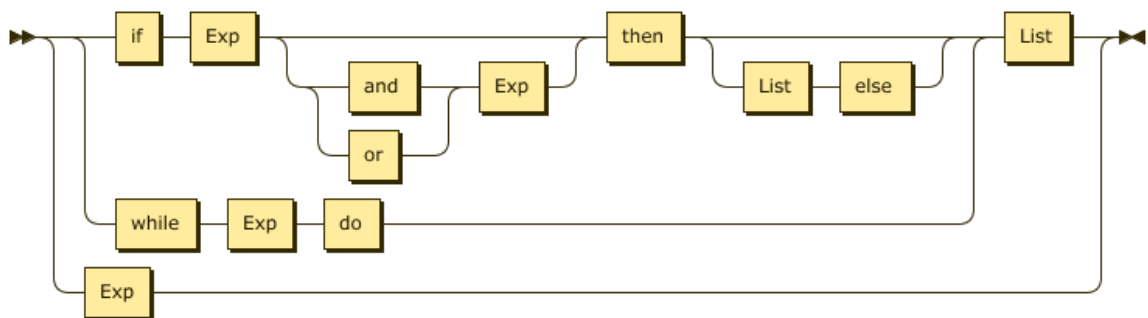 if Exp then List
and Exp List else
or
while Exp do
Exp